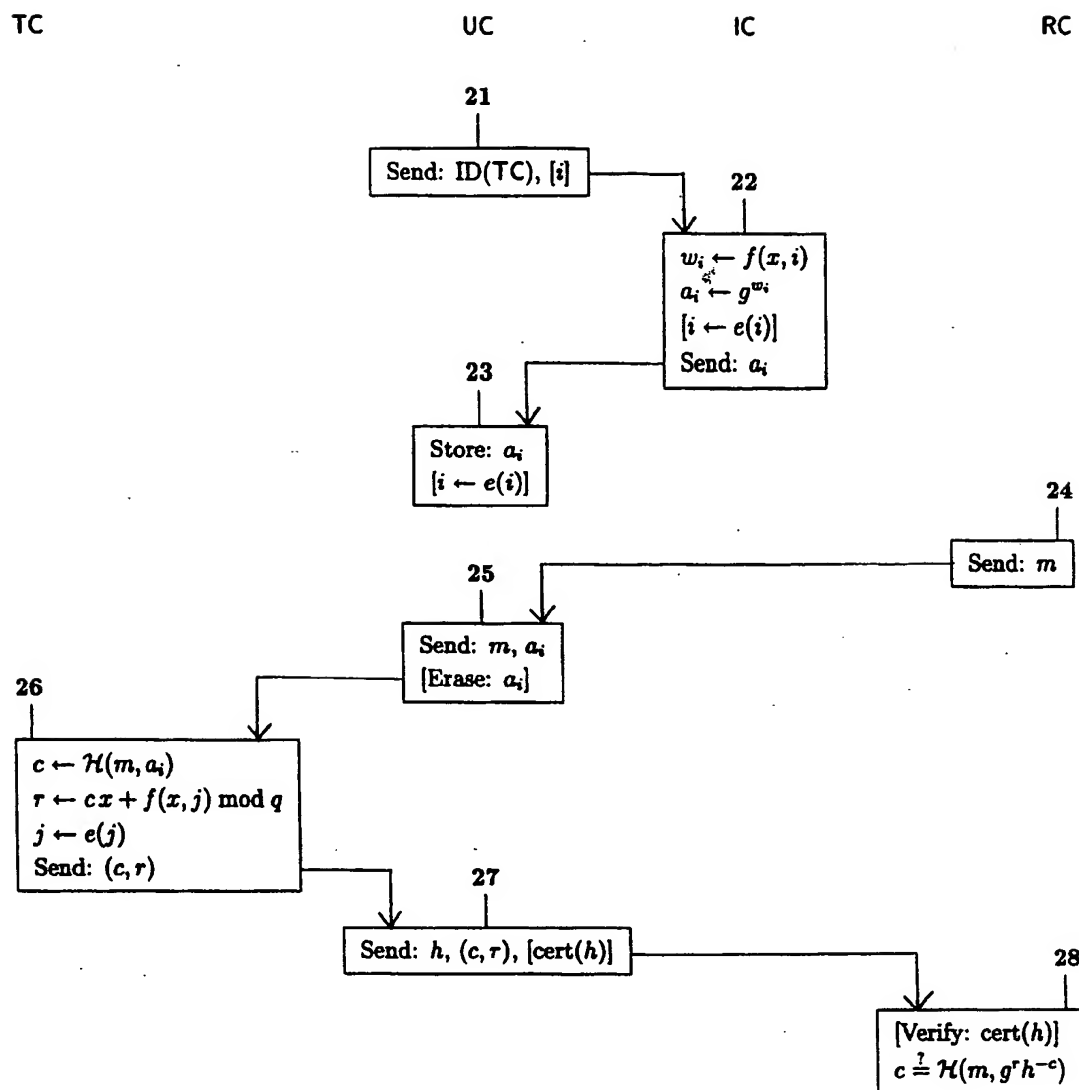 TC UC IC RC
21
Send: ID(TC), [i]
22
w_i ← f(x, i)
a_i ← g^{w_i}
[i ← e(i)]
Send: a_i
23
Store: a_i
[i ← e(i)]
24
Send: m
25
Send: m, a_i
[Erase: a_i]
26
c ← ℋ(m, a_i)
r ← cx + f(x, j) mod q
j ← e(j)
Send: (c, r)
27
Send: h, (c, r), [cert(h)]
28
[Verify: cert(h)]
c ≟ ℋ(m, g^r h^{-c})